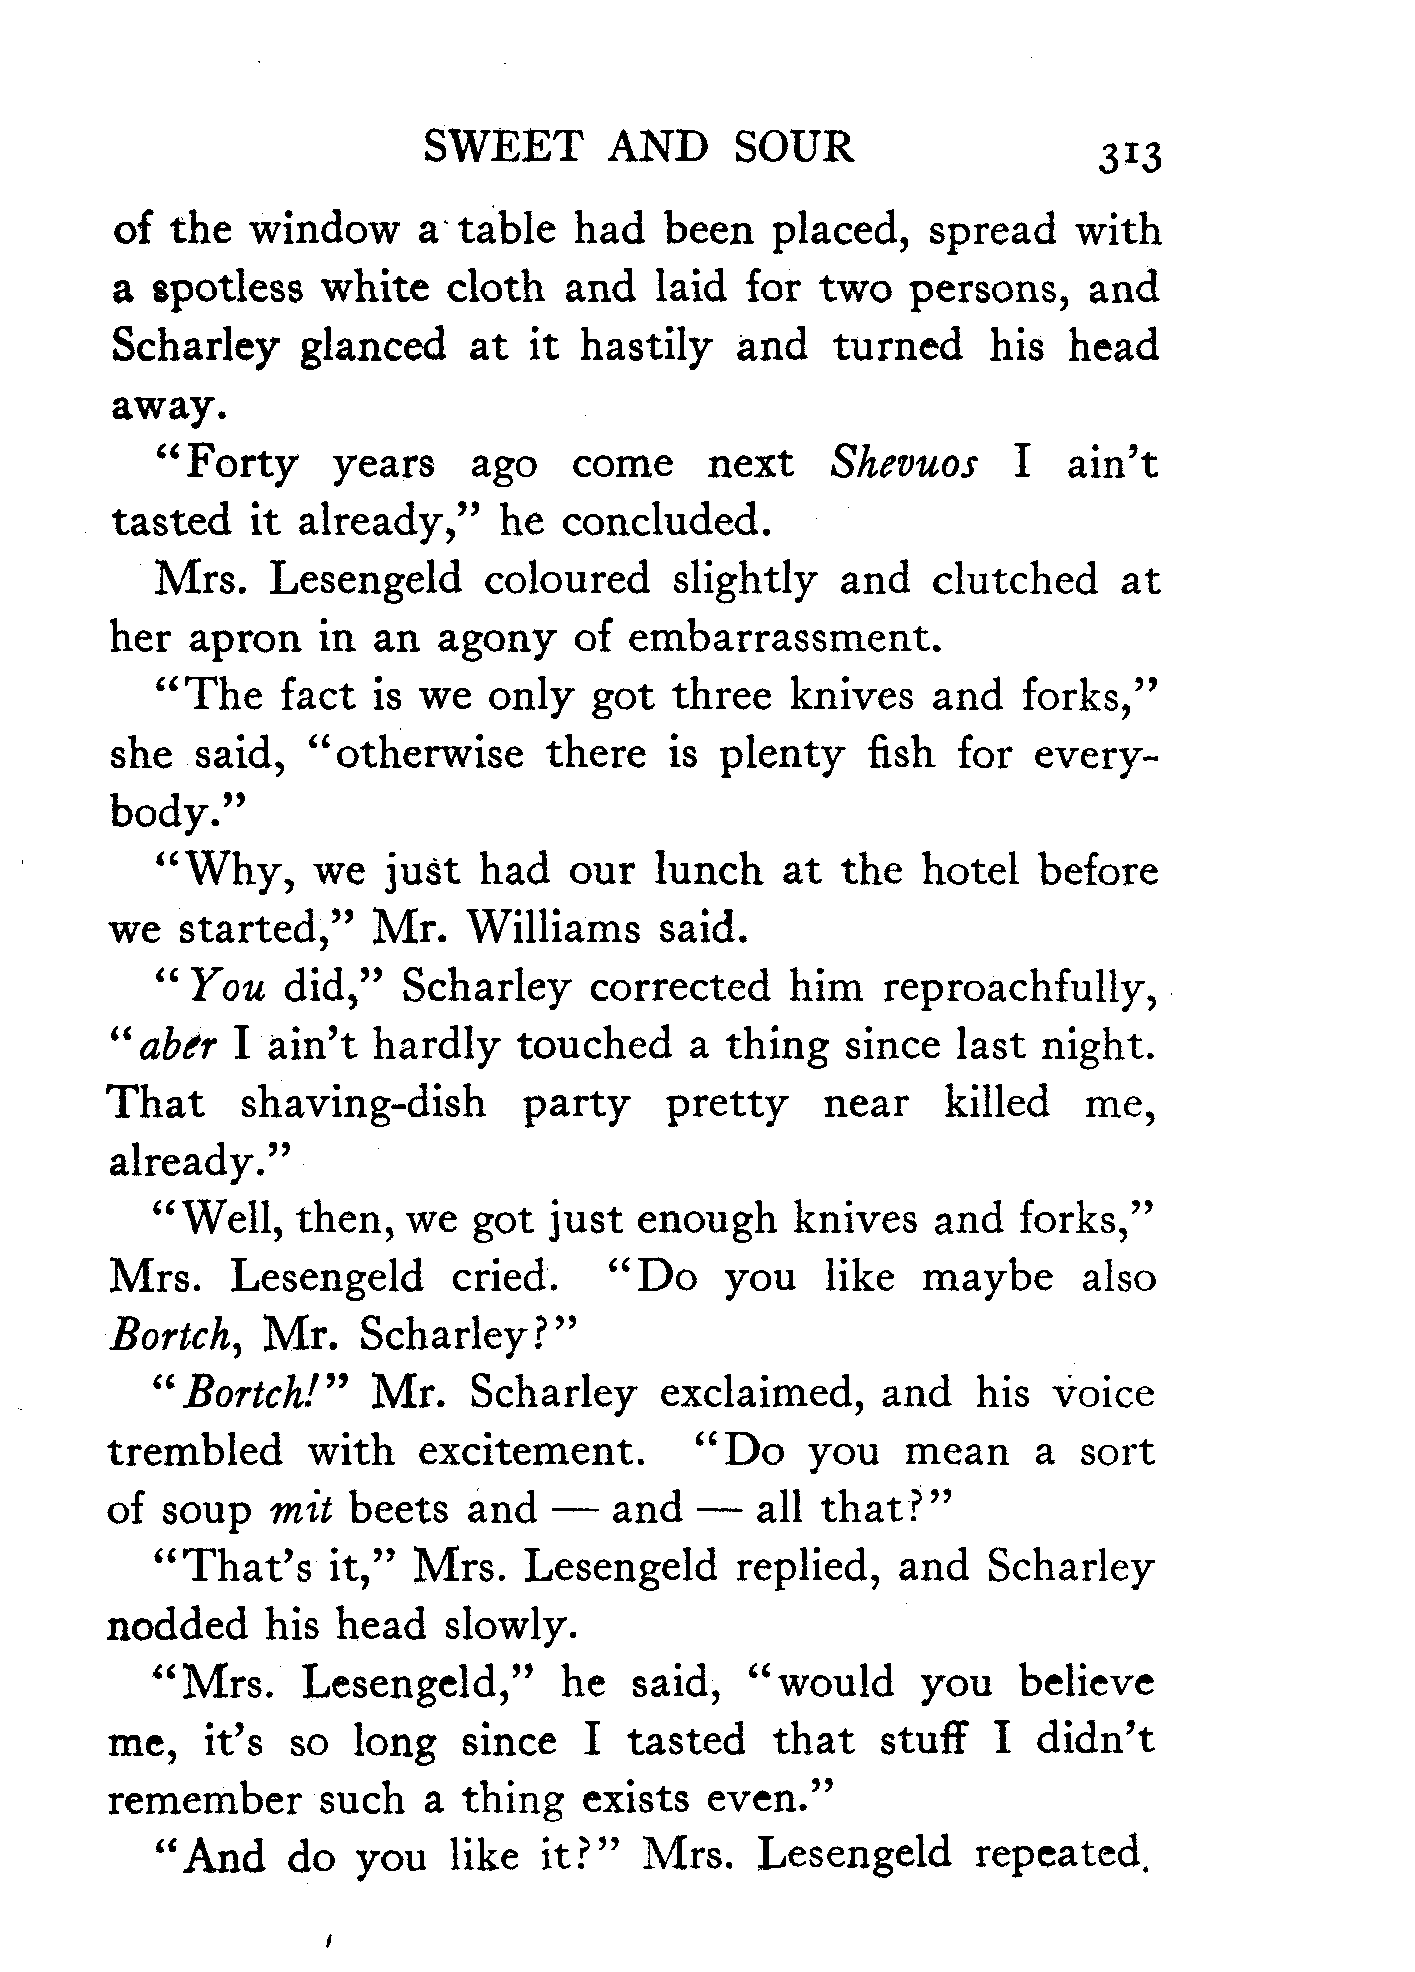 SWEET AND SOUR 313
of the window a table had been placed, spread with
a spotless white cloth and laid for two persons, and
Scharley glanced at it hastily and turned his head
away.
"Forty years ago come next Shevuos I ain't
tasted it already," he concluded.
Mrs. Lesengeld coloured slightly and clutched at
her apron in an agony of embarrassment.
"The fact is we only got three knives and forks,"
she said, "otherwise there is plenty fish for every-
body."
"Why, we just had our lunch at the hotel before
we started," Mr. Williams said.
"You did," Scharley corrected him reproachfully,
"aber I ain't hardly touched a thing since last night.
That shaving-dish party pretty near killed me,
already."
"Well, then, we got just enough knives and forks,"
Mrs. Lesengeld cried. "Do you like maybe also
Bortch, Mr. Scharley?"
"Bortch!" Mr. Scharley exclaimed, and his voice
trembled with excitement. "Do you mean a sort
of soup mit beets and — and — all that?"
"That's it," Mrs. Lesengeld replied, and Scharley
nodded his head slowly.
"Mrs. Lesengeld," he said, "would you believe
me, it's so long since I tasted that stuff I didn't
remember such a thing exists even."
"And do you like it?" Mrs. Lesengeld repeated.